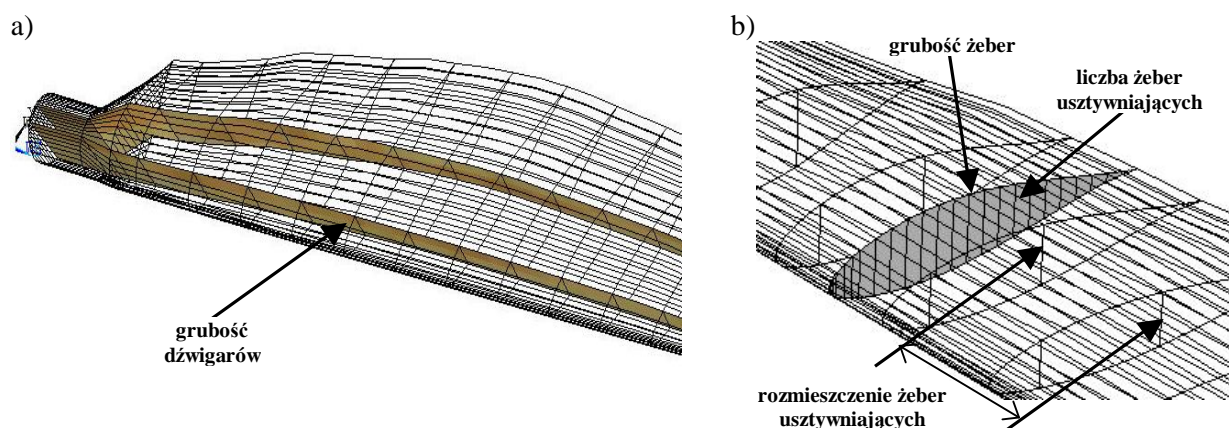 a)
grubość
dźwigarów
b)
grubość żeber
liczba żeber
usztywniających
rozmieszczenie żeber
usztywniających